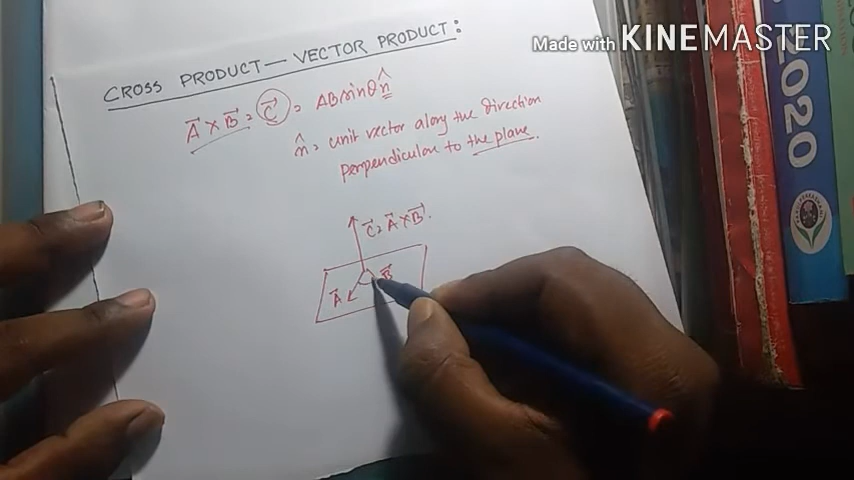 Made with KINEMASTER
CROSS PRODUCT — VECTOR PRODUCT :
A⃗ × B⃗ = C⃗ = AB sinθ n̂
n̂ = unit vector along the direction
perpendicular to the plane.
C⃗ = A⃗ × B⃗.
A⃗ B⃗
2020